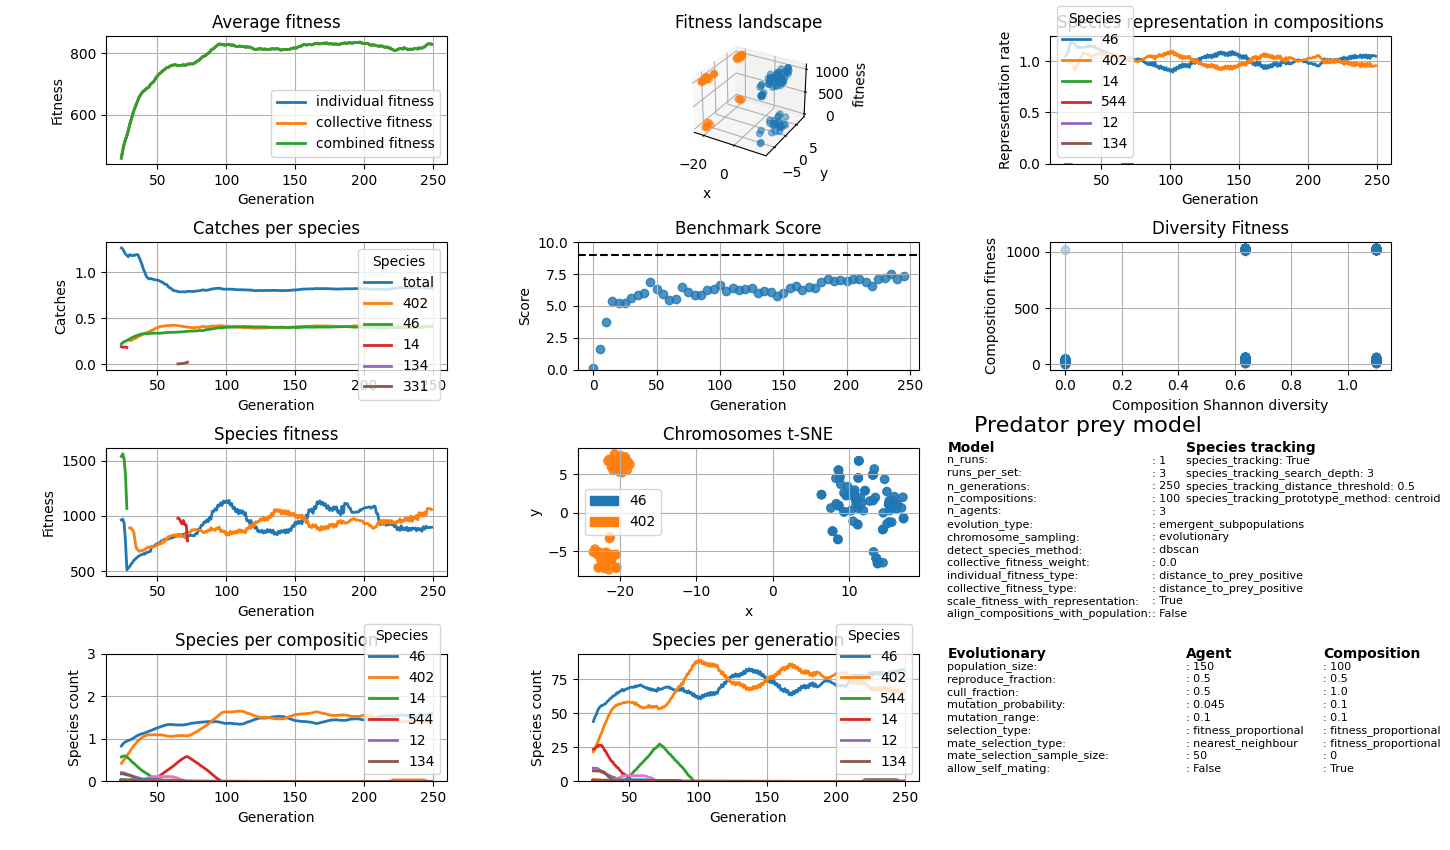 Average fitness
800
600
Fitness
individual fitness
collective fitness
combined fitness
50 100 150 200 250
Generation
Fitness landscape
1000
500
0
fitness
−20
0
x
5
0
−5
y
Species representation in compositions
Species
46
402
14
544
12
134
1.0
0.5
0.0
Representation rate
50 100 150 200 250
Generation
Catches per species
1.0
0.5
0.0
Catches
Species
total
402
46
14
134
331
50 100 150 200 250
Generation
Benchmark Score
10.0
7.5
5.0
2.5
0.0
Score
0 50 100 150 200 250
Generation
Diversity Fitness
1000
500
0
Composition fitness
0.0 0.2 0.4 0.6 0.8 1.0
Composition Shannon diversity
Species fitness
1500
1000
500
Fitness
50 100 150 200 250
Generation
Chromosomes t-SNE
5
0
−5
y
46
402
−20 −10 0 10
x
Predator prey model
Model
n_runs: : 1
runs_per_set: : 3
n_generations: : 250
n_compositions: : 100
n_agents: : 3
evolution_type: : emergent_subpopulations
chromosome_sampling: : evolutionary
detect_species_method: : dbscan
collective_fitness_weight: : 0.0
individual_fitness_type: : distance_to_prey_positive
collective_fitness_type: : distance_to_prey_positive
scale_fitness_with_representation: : True
align_compositions_with_population: : False
Species tracking
species_tracking: True
species_tracking_search_depth: 3
species_tracking_distance_threshold: 0.5
species_tracking_prototype_method: centroid
Species per composition
3
2
1
0
Species count
Species
46
402
14
544
12
134
50 100 150 200 250
Generation
Species per generation
75
50
25
0
Species count
Species
46
402
544
14
12
134
50 100 150 200 250
Generation
Evolutionary Agent Composition
population_size: : 150 : 100
reproduce_fraction: : 0.5 : 0.5
cull_fraction: : 0.5 : 1.0
mutation_probability: : 0.045 : 0.1
mutation_range: : 0.1 : 0.1
selection_type: : fitness_proportional : fitness_proportional
mate_selection_type: : nearest_neighbour : fitness_proportional
mate_selection_sample_size: : 50 : 0
allow_self_mating: : False : True